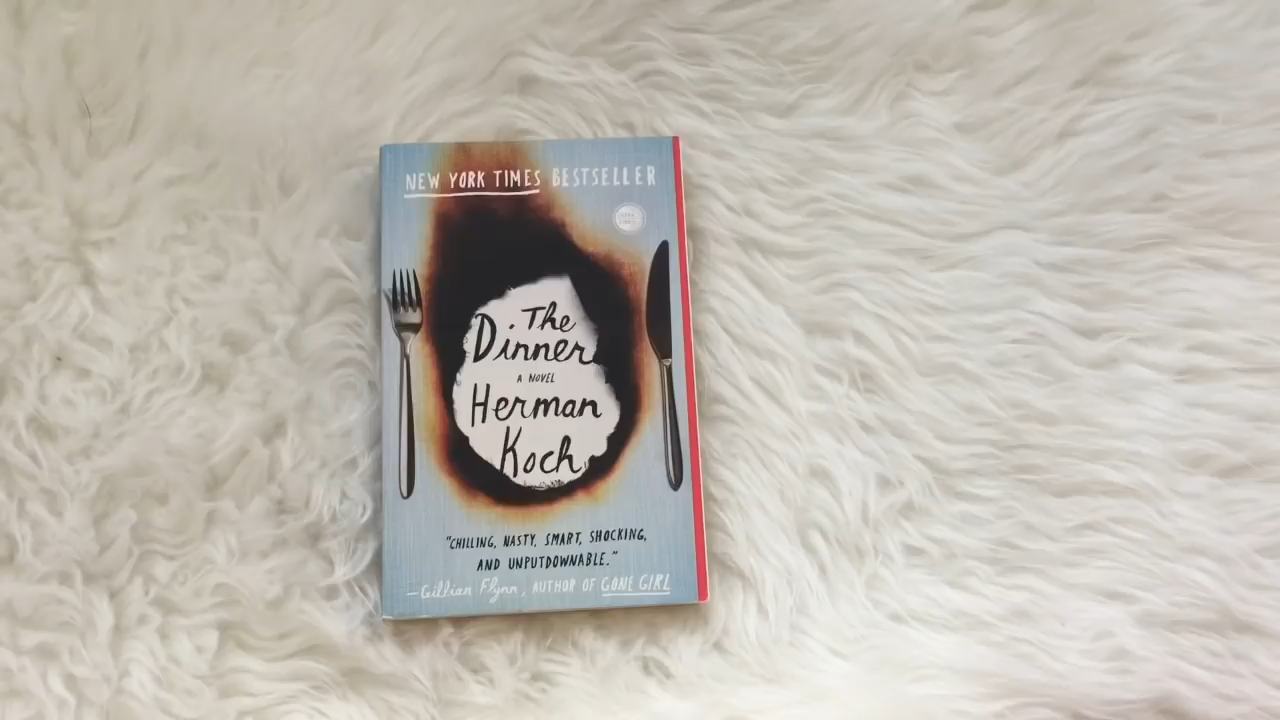 NEW YORK TIMES BESTSELLER
The
Dinner
A NOVEL
Herman
Koch
"CHILLING, NASTY, SMART, SHOCKING,
AND UNPUTDOWNABLE."
—Gillian Flynn, AUTHOR OF GONE GIRL